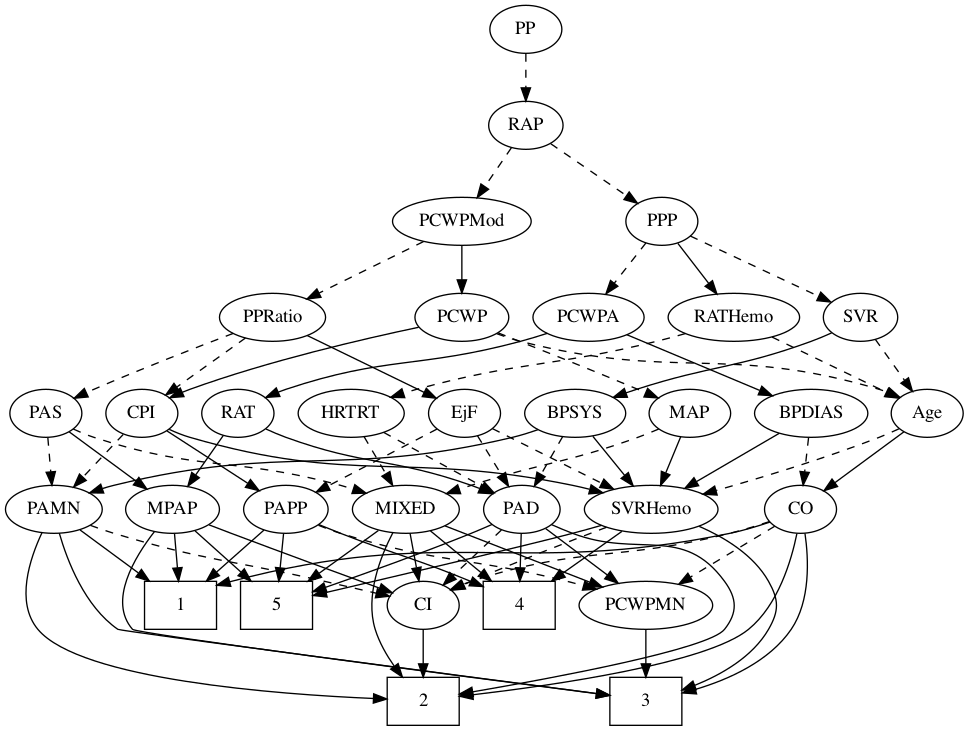 PP
RAP
PCWPMod
PPP
PPRatio
PCWP
PCWPA
RATHemo
SVR
PAS
CPI
RAT
HRTRT
EjF
BPSYS
MAP
BPDIAS
Age
PAMN
MPAP
PAPP
MIXED
PAD
SVRHemo
CO
1
5
CI
4
PCWPMN
2
3